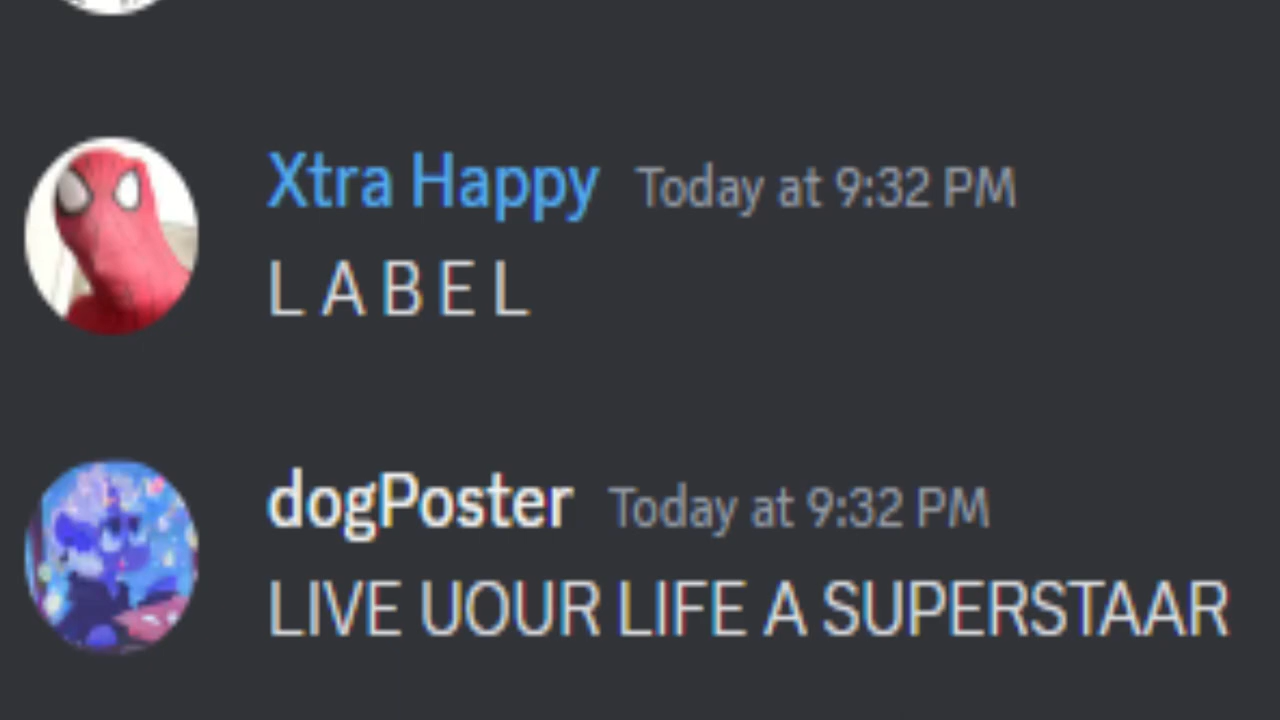 Xtra Happy Today at 9:32 PM
L A B E L
dogPoster Today at 9:32 PM
LIVE UOUR LIFE A SUPERSTAAR